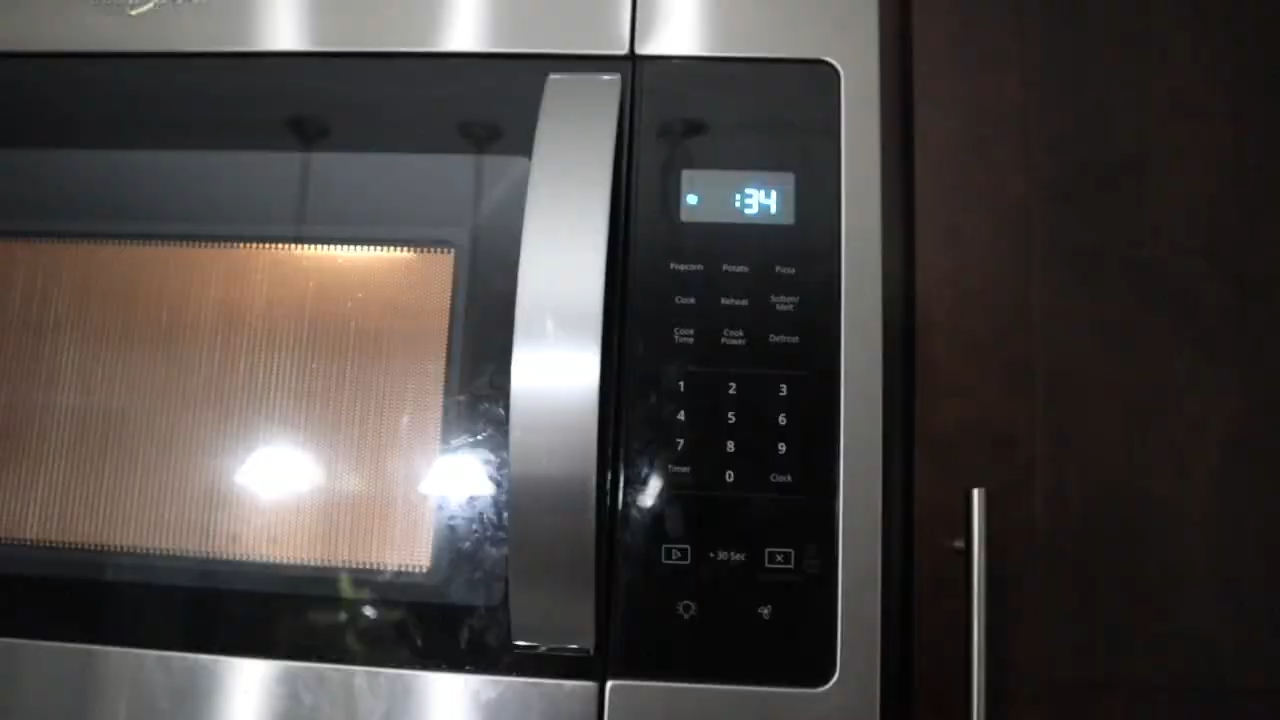 :34
Popcorn Potato Pizza
Cook Reheat Soften/
Melt
Cook
Time Cook
Power Defrost
1 2 3
4 5 6
7 8 9
Timer 0 Clock
+30 Sec